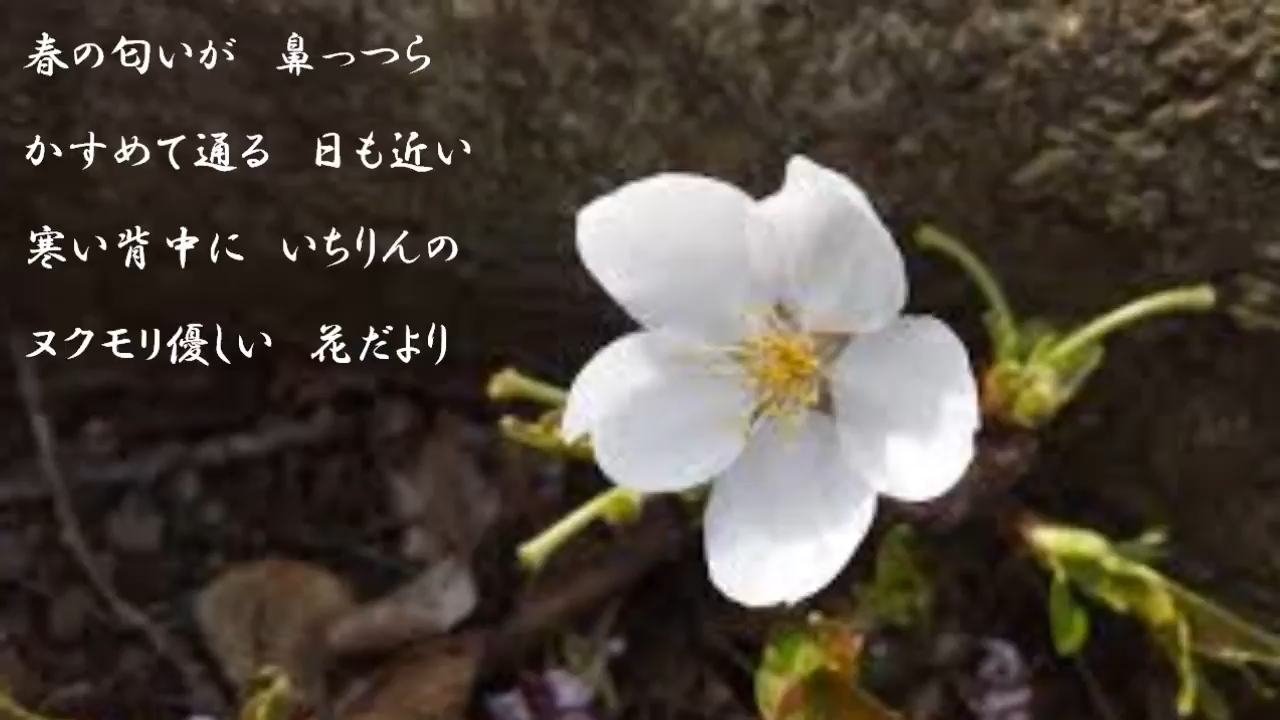 春の匂いが　鼻っつら
かすめて通る　日も近い
寒い背中に　いちりんの
ヌクモリ優しい　花だより